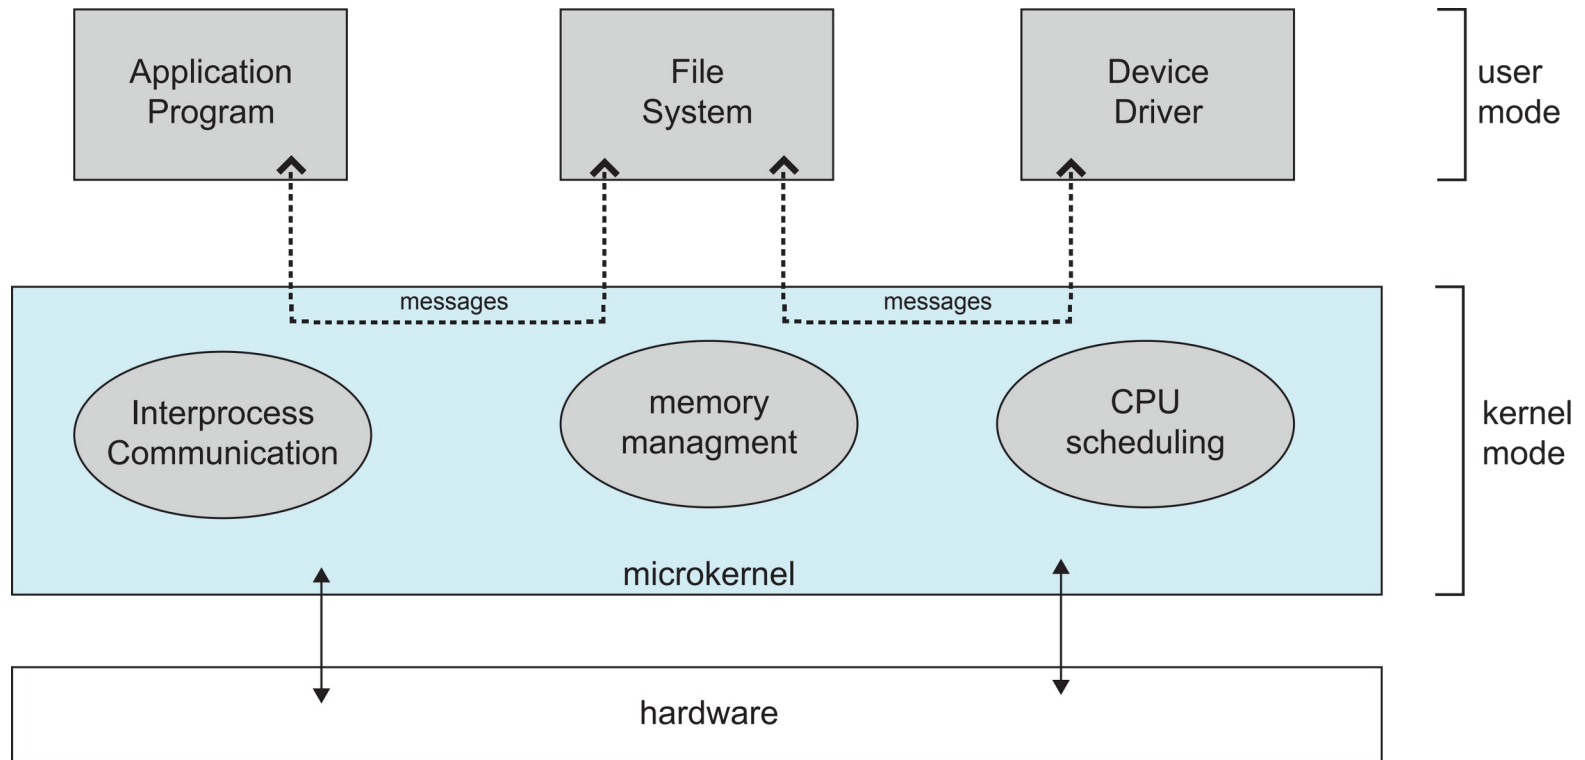 Application
Program
File
System
Device
Driver
user
mode
messages
messages
Interprocess
Communication
memory
managment
CPU
scheduling
kernel
mode
microkernel
hardware